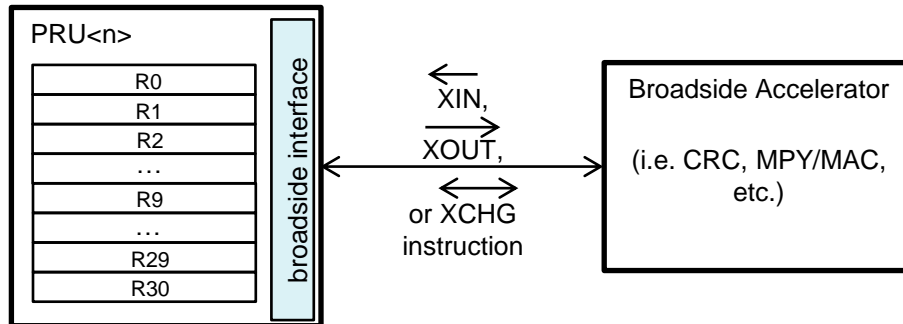 PRU<n>
R0
R1
R2
...
R9
...
R29
R30
broadside interface
XIN,
XOUT,
or XCHG
instruction
Broadside Accelerator
(i.e. CRC, MPY/MAC,
etc.)